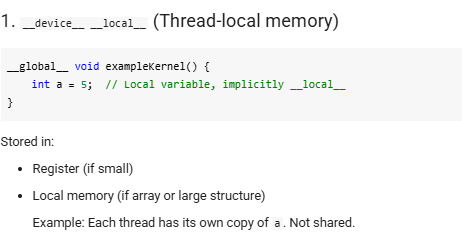 1. __device__ __local__ (Thread-local memory)
__global__ void exampleKernel() {
    int a = 5;  // Local variable, implicitly __local__
}
Stored in:
• Register (if small)
• Local memory (if array or large structure)
Example: Each thread has its own copy of a. Not shared.